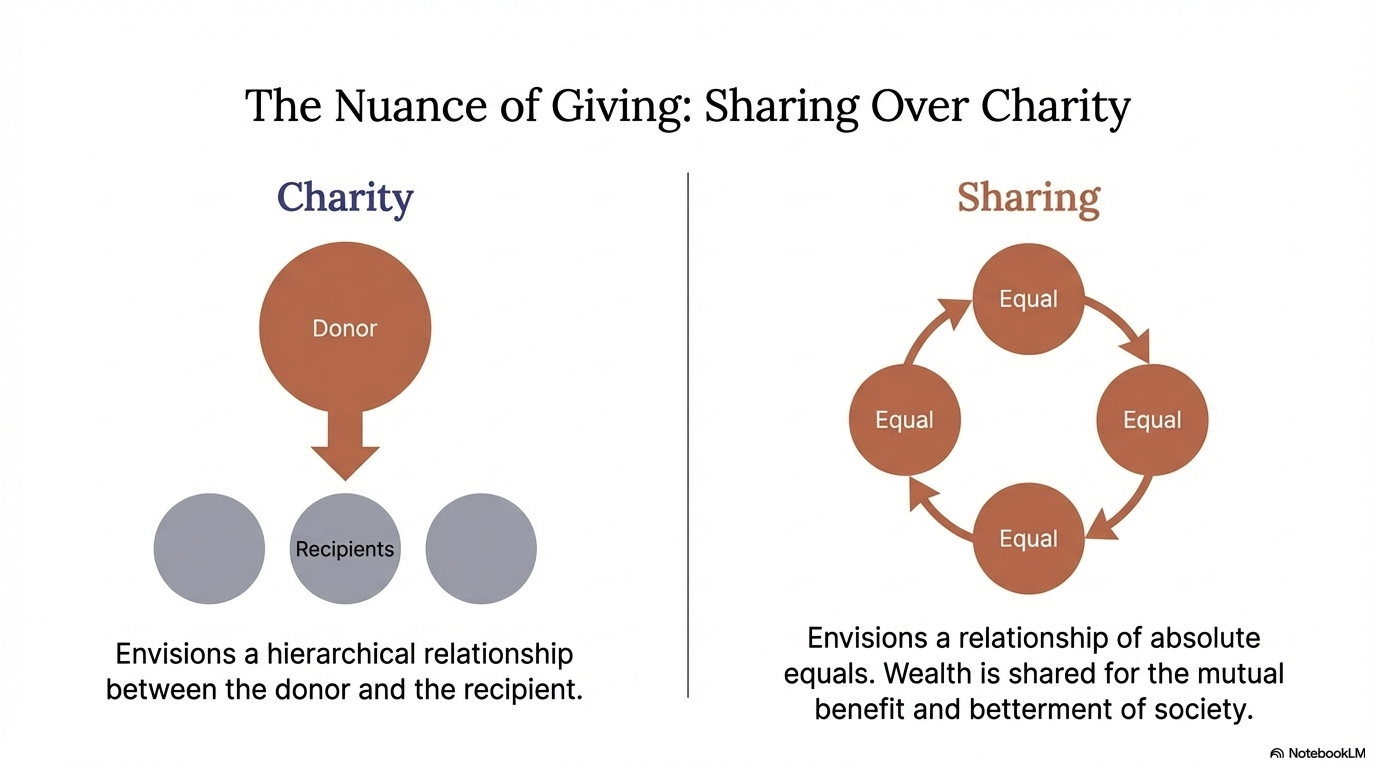 The Nuance of Giving: Sharing Over Charity
Charity
Donor
Recipients
Envisions a hierarchical relationship
between the donor and the recipient.
Sharing
Equal
Equal
Equal
Equal
Envisions a relationship of absolute
equals. Wealth is shared for the mutual
benefit and betterment of society.
NotebookLM